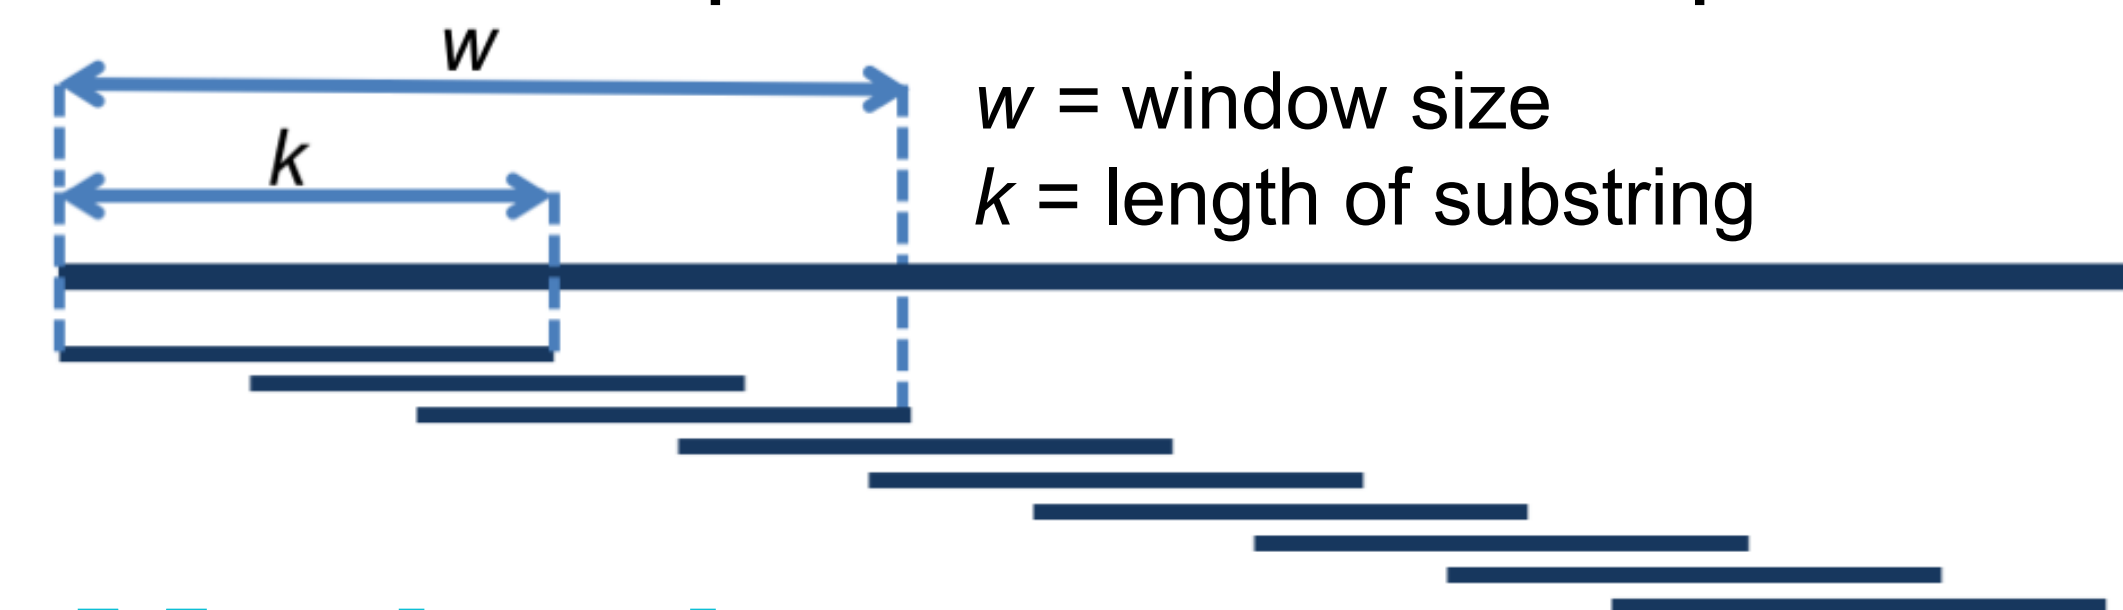 w
w = window size
k
k = length of substring